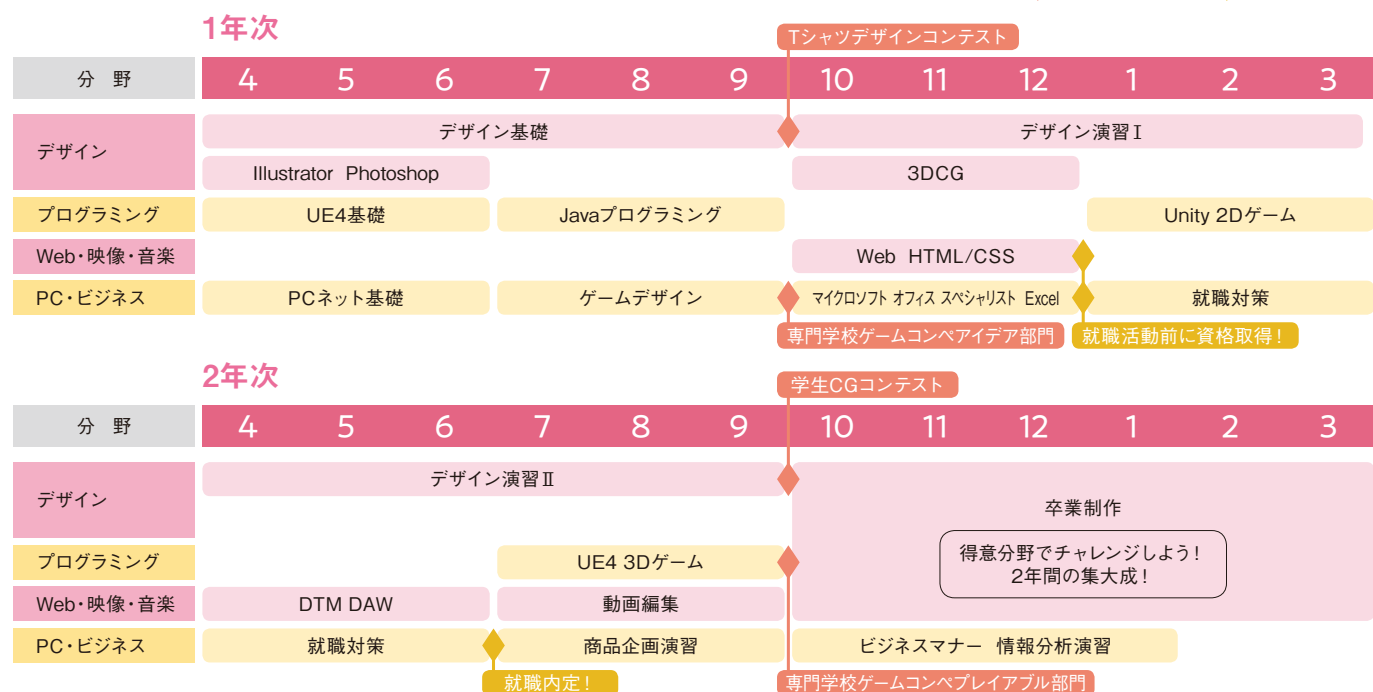 1年次
Tシャツデザインコンテスト
分 野 4 5 6 7 8 9 10 11 12 1 2 3
デザイン
デザイン基礎 デザイン演習Ⅰ
Illustrator Photoshop 3DCG
プログラミング UE4基礎 Javaプログラミング Unity 2Dゲーム
Web・映像・音楽 Web HTML/CSS
PC・ビジネス PCネット基礎 ゲームデザイン マイクロソフト オフィス スペシャリスト Excel 就職対策
専門学校ゲームコンペアイデア部門 就職活動前に資格取得！
2年次
学生CGコンテスト
分 野 4 5 6 7 8 9 10 11 12 1 2 3
デザイン
デザイン演習Ⅱ
卒業制作
得意分野でチャレンジしよう！
2年間の集大成！
プログラミング UE4 3Dゲーム
Web・映像・音楽 DTM DAW 動画編集
PC・ビジネス 就職対策 商品企画演習 ビジネスマナー 情報分析演習
就職内定！ 専門学校ゲームコンペプレイアブル部門